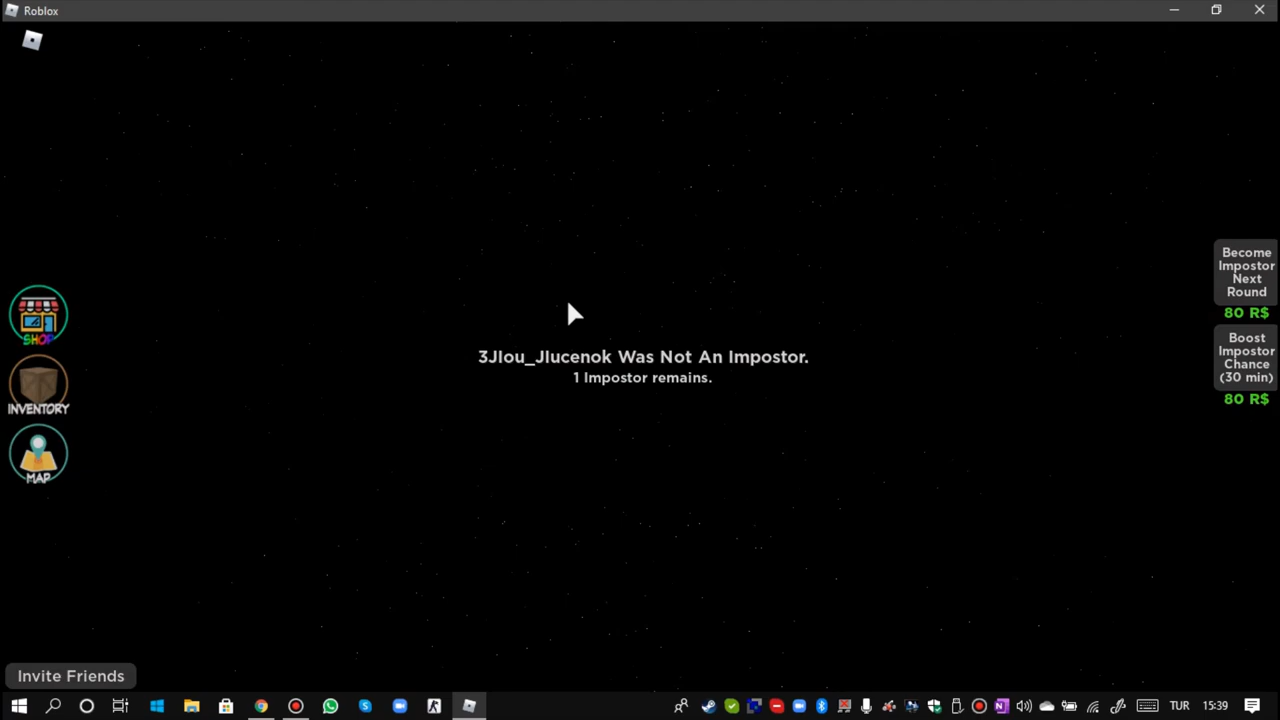 Roblox
3Jlou_Jlucenok Was Not An Impostor.
1 Impostor remains.
Become
Impostor
Next
Round
80 R$
Boost
Impostor
Chance
(30 min)
80 R$
SHOP
INVENTORY
MAP
Invite Friends
TUR
15:39